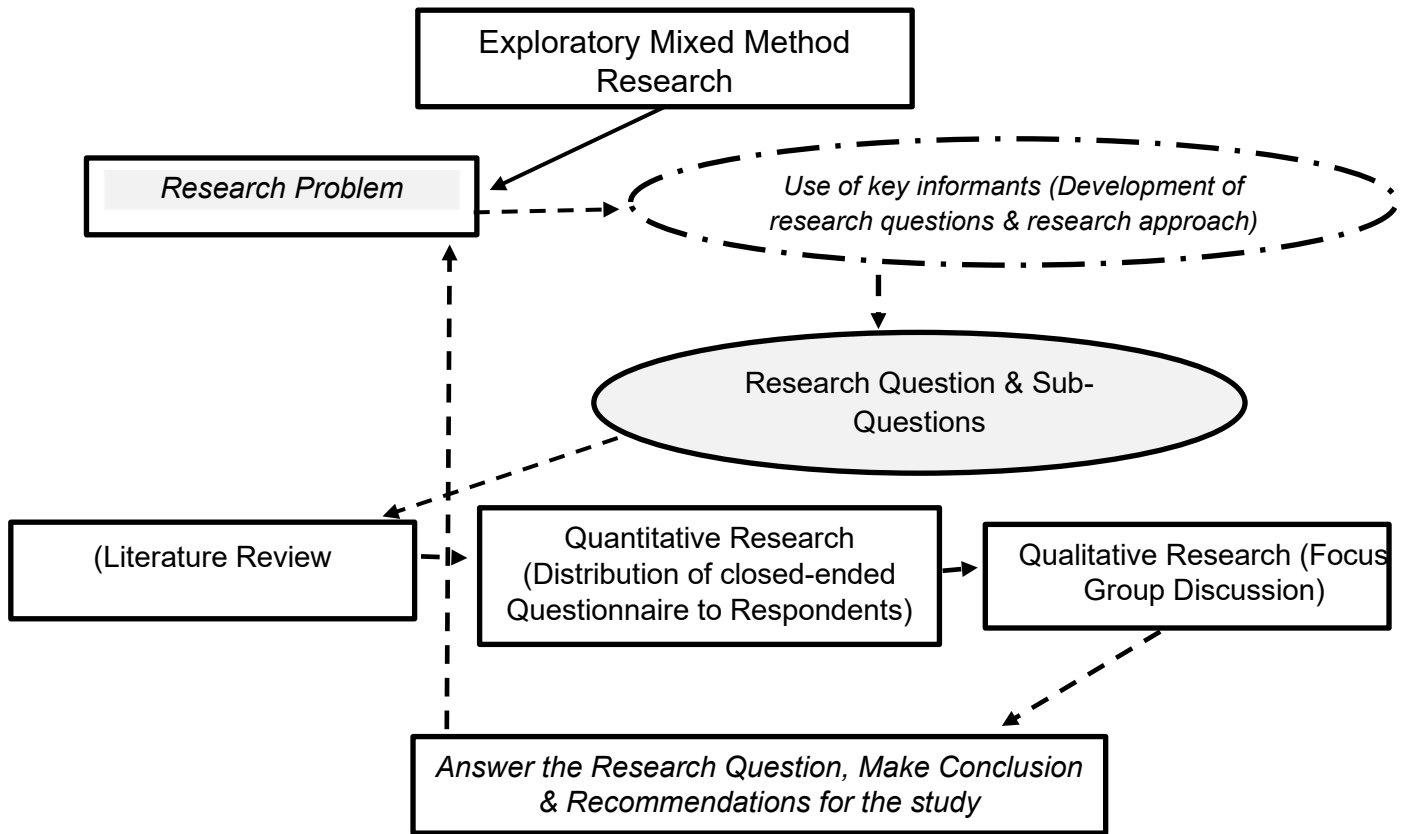 Exploratory Mixed Method
Research
Research Problem
Use of key informants (Development of
research questions & research approach)
Research Question & Sub-
Questions
(Literature Review
Quantitative Research
(Distribution of closed-ended
Questionnaire to Respondents)
Qualitative Research (Focus
Group Discussion)
Answer the Research Question, Make Conclusion
& Recommendations for the study